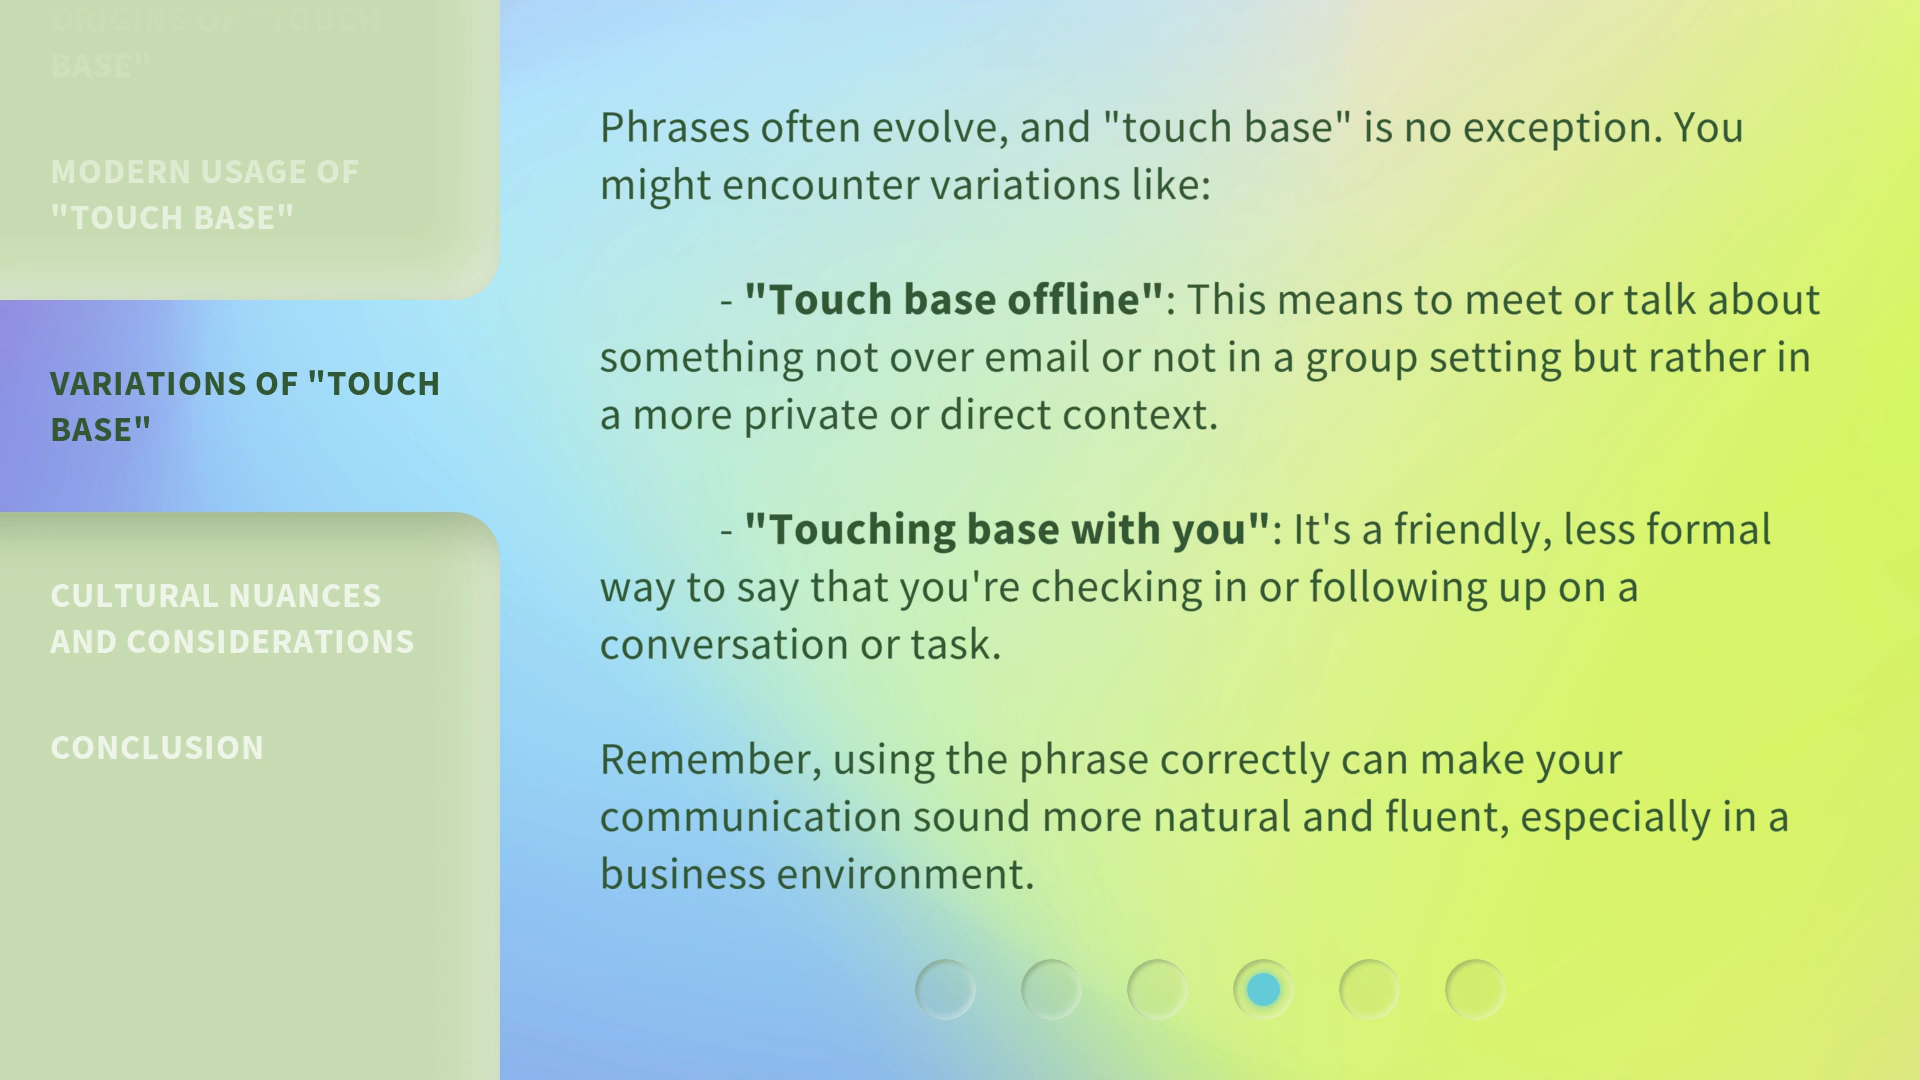 ORIGINS OF "TOUCH
BASE"
MODERN USAGE OF
"TOUCH BASE"
VARIATIONS OF "TOUCH
BASE"
CULTURAL NUANCES
AND CONSIDERATIONS
CONCLUSION
Phrases often evolve, and "touch base" is no exception. You
might encounter variations like:
- "Touch base offline": This means to meet or talk about
something not over email or not in a group setting but rather in
a more private or direct context.
- "Touching base with you": It's a friendly, less formal
way to say that you're checking in or following up on a
conversation or task.
Remember, using the phrase correctly can make your
communication sound more natural and fluent, especially in a
business environment.